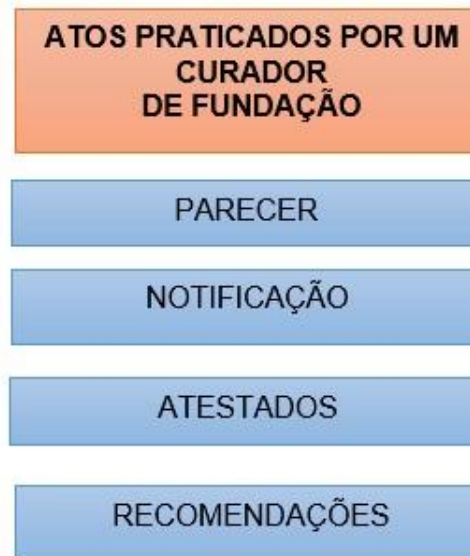 ATOS PRATICADOS POR UM
CURADOR
DE FUNDAÇÃO
PARECER
NOTIFICAÇÃO
ATESTADOS
RECOMENDAÇÕES